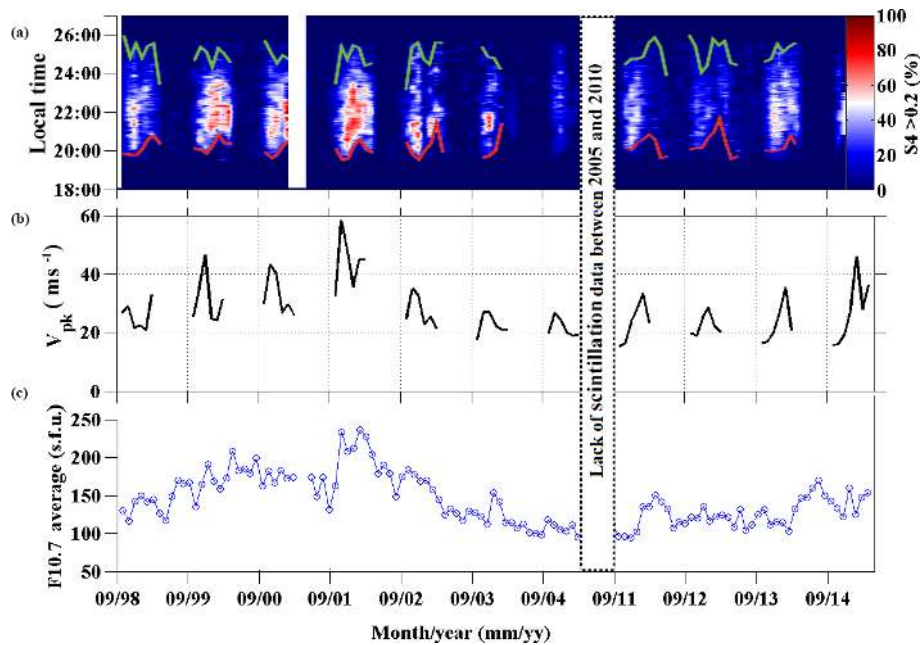 (a)
Local time
26:00
24:00
22:00
20:00
18:00
100
80
60
40
20
0
S4 >0.2 (%)
(b)
V_pk ( ms ⁻¹)
60
40
20
0
(c)
F10.7 average (s.f.u.)
250
200
150
100
50
Lack of scintillation data between 2005 and 2010
09/98 09/99 09/00 09/01 09/02 09/03 09/04 09/11 09/12 09/13 09/14
Month/year (mm/yy)